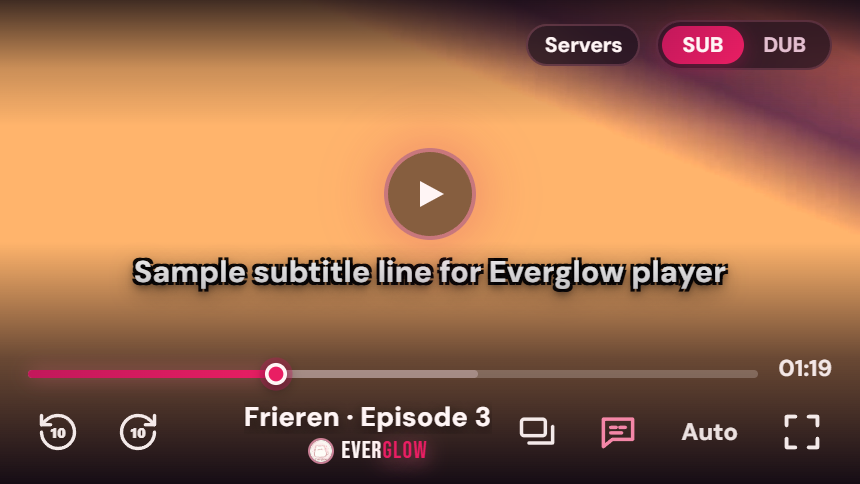 Servers
SUB
DUB
Sample subtitle line for Everglow player
01:19
10
10
Frieren · Episode 3
Auto
EVERGLOW